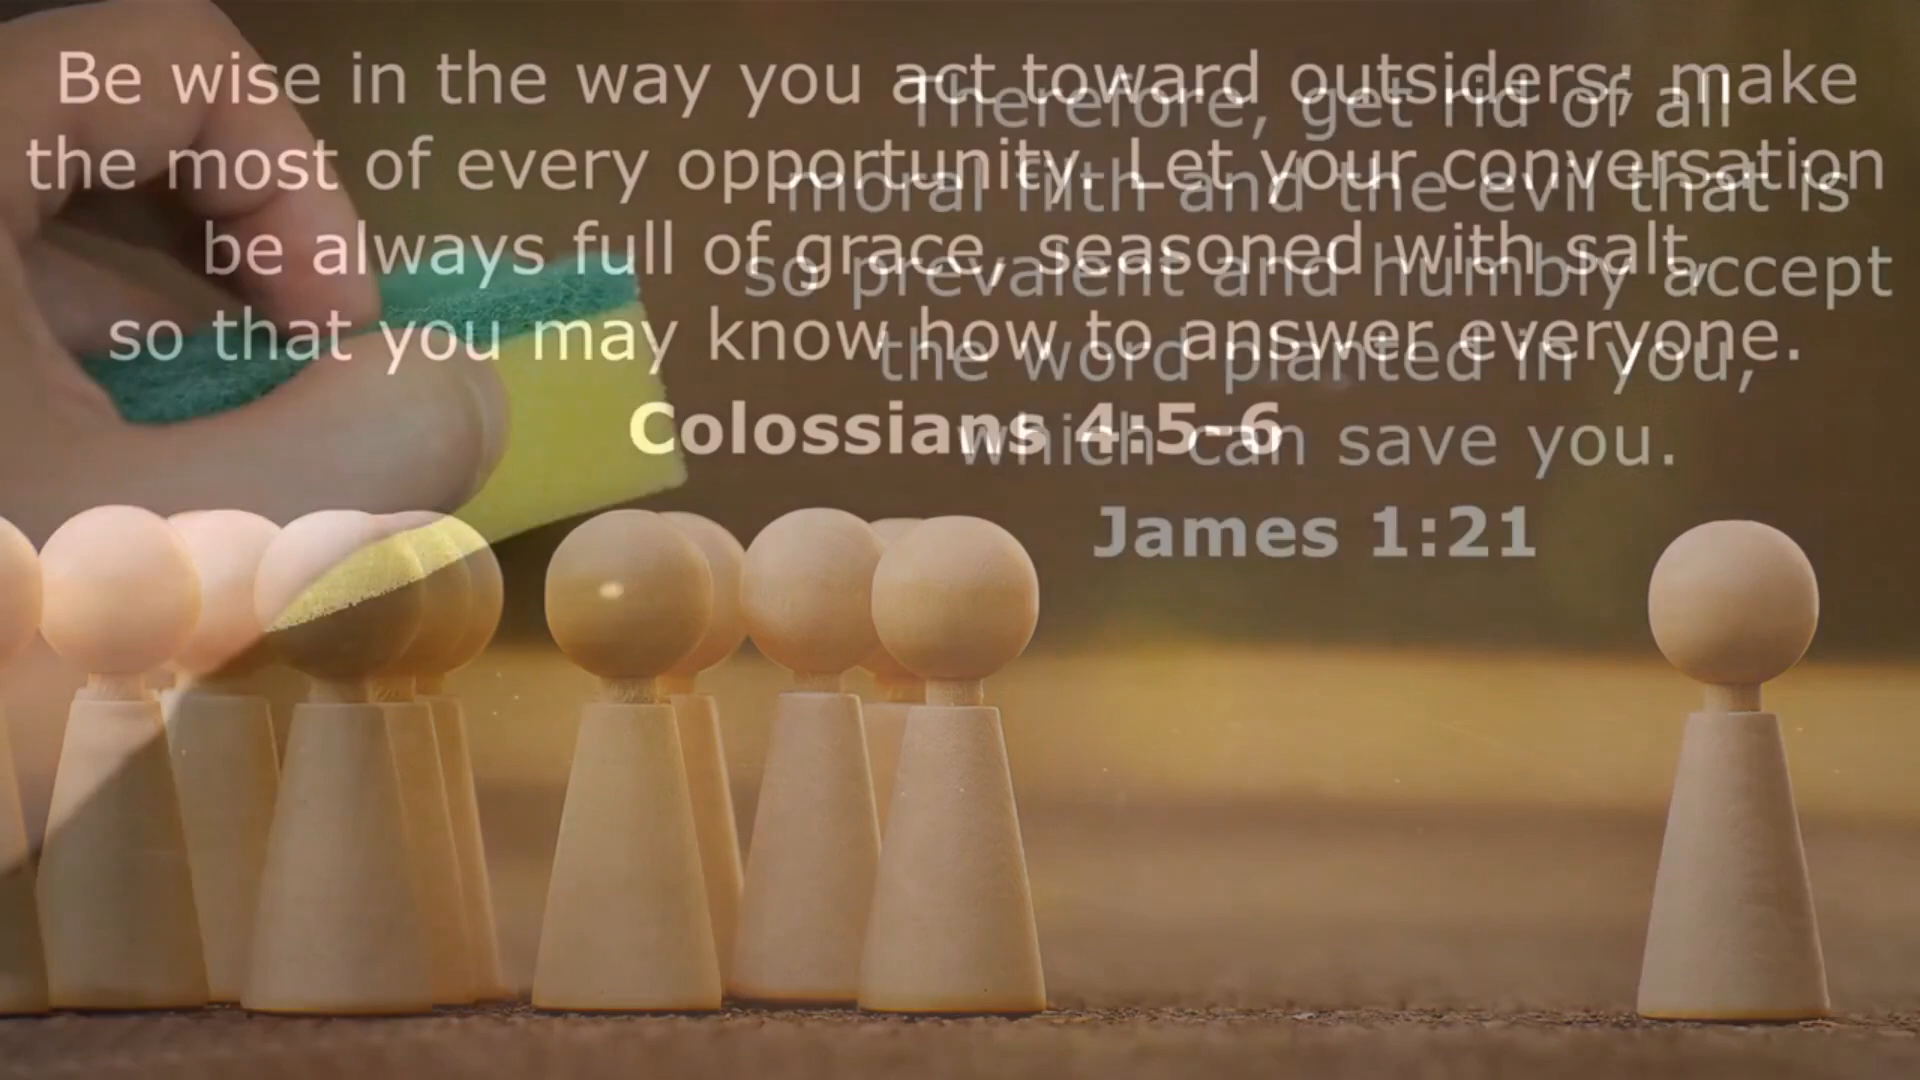 Be wise in the way you act toward outsiders; make
the most of every opportunity. Let your conversation
be always full of grace, seasoned with salt,
so that you may know how to answer everyone.
Colossians 4:5-6
Therefore, get rid of all
moral filth and the evil that is
so prevalent and humbly accept
the word planted in you,
which can save you.
James 1:21